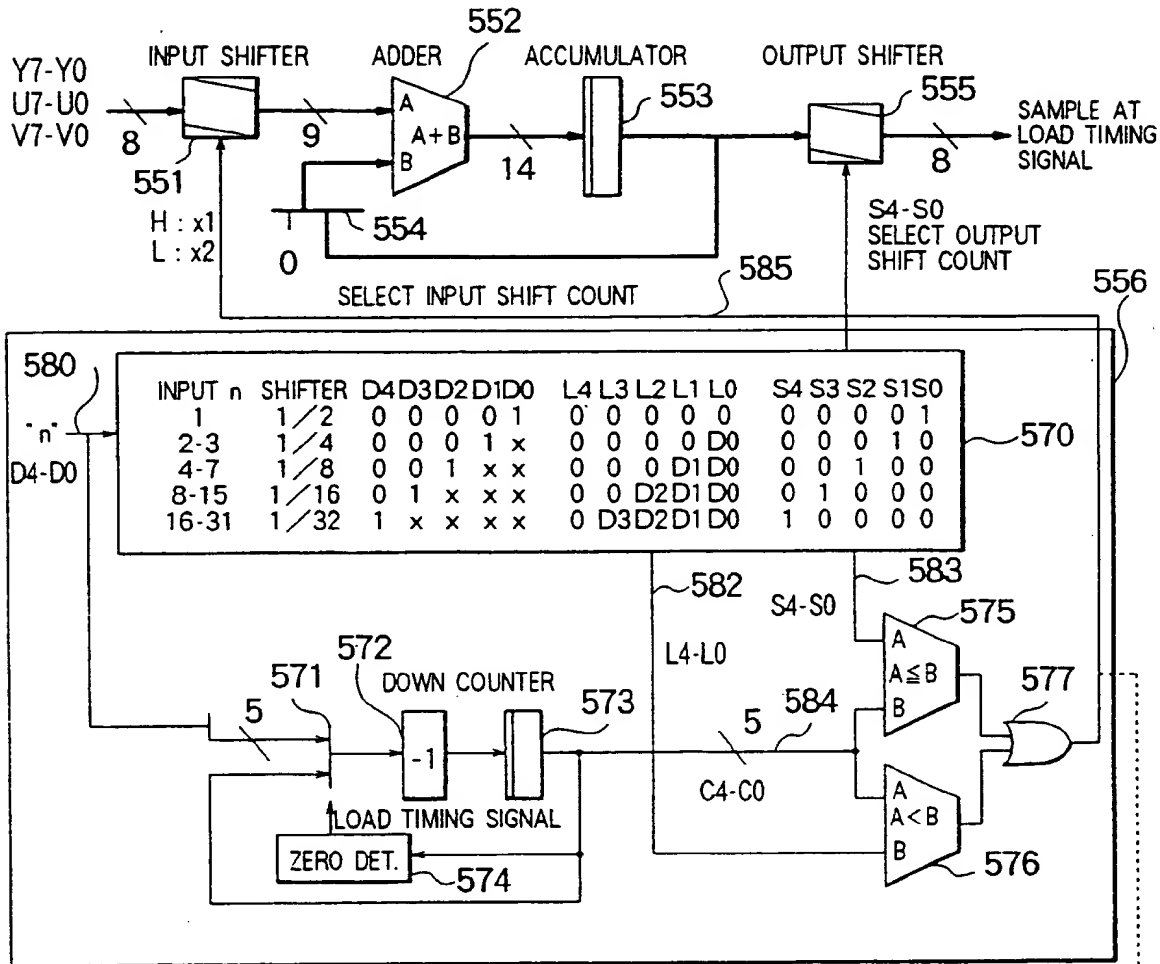 552
INPUT SHIFTER
ADDER
ACCUMULATOR
OUTPUT SHIFTER
Y7-Y0
U7-U0
V7-V0
8
551
9
A
A+B
B
14
553
555
8
SAMPLE AT
LOAD TIMING
SIGNAL
H : x1
L : x2
0
554
S4-S0
SELECT OUTPUT
SHIFT COUNT
SELECT INPUT SHIFT COUNT
585
556
580
"n"
D4-D0
INPUT n SHIFTER D4 D3 D2 D1 D0 L4 L3 L2 L1 L0 S4 S3 S2 S1 S0
1 1/2 0 0 0 0 1 0 0 0 0 0 0 0 0 0 1
2-3 1/4 0 0 0 1 x 0 0 0 0 D0 0 0 0 1 0
4-7 1/8 0 0 1 x x 0 0 0 D1 D0 0 0 1 0 0
8-15 1/16 0 1 x x x 0 0 D2 D1 D0 0 1 0 0 0
16-31 1/32 1 x x x x 0 D3 D2 D1 D0 1 0 0 0 0
570
582
583
S4-S0
L4-L0
575
A
A≦B
B
571
572
DOWN COUNTER
573
5
-1
5
584
C4-C0
577
LOAD TIMING SIGNAL
ZERO DET.
574
A
A<B
B
576